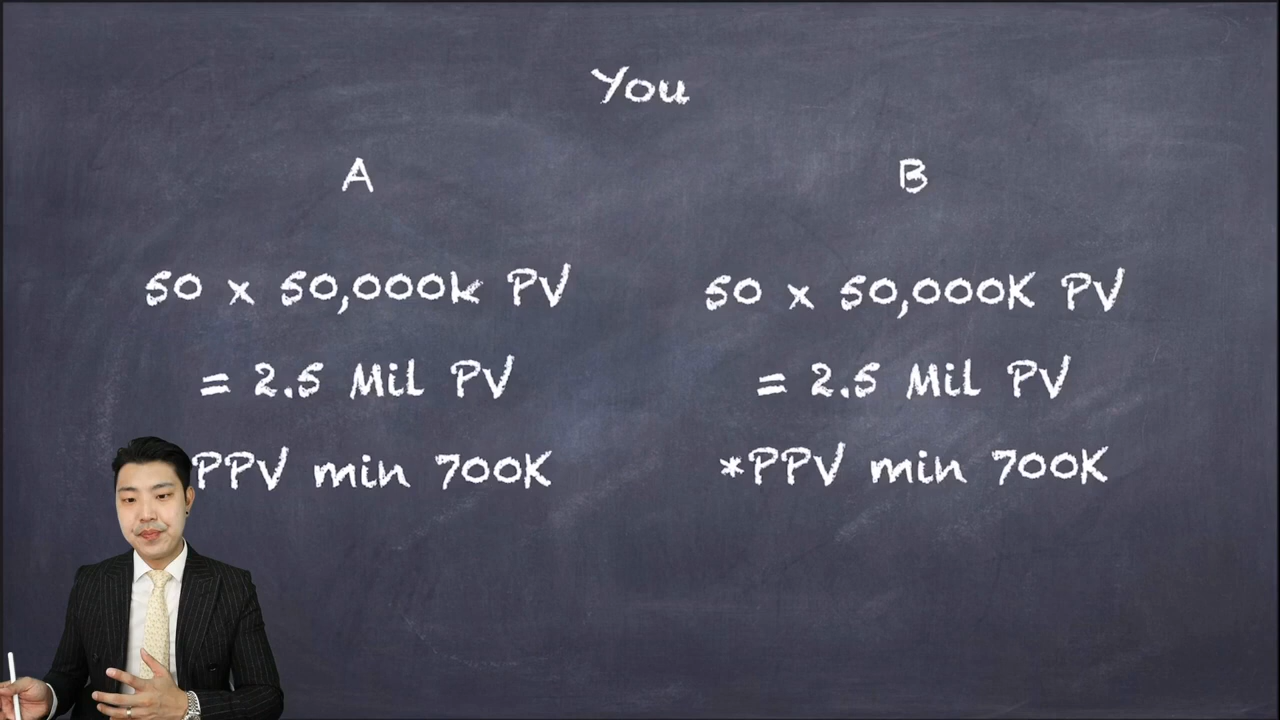 You
A
B
50 x 50,000k PV
50 x 50,000K PV
= 2.5 Mil PV
= 2.5 Mil PV
PPV min 700K
*PPV min 700K